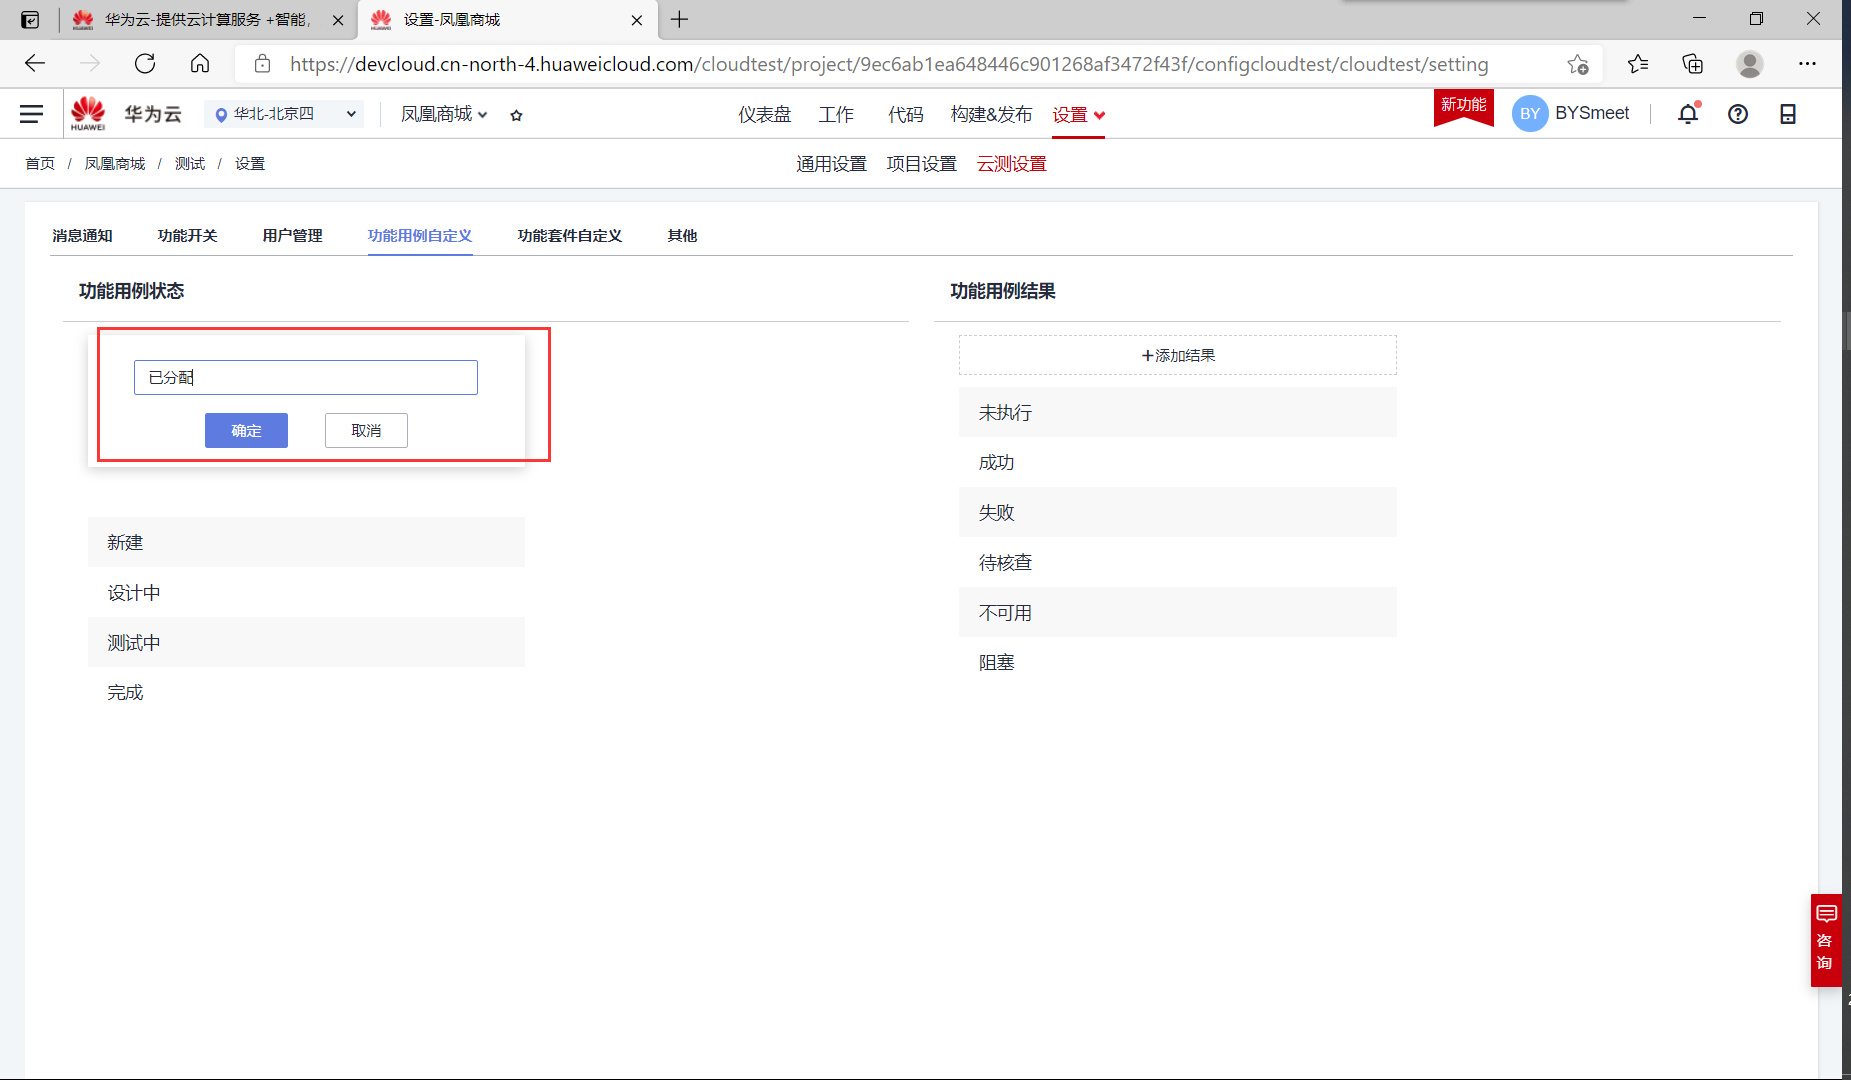 华为云-提供云计算服务 +智能,
设置-凤凰商城
https://devcloud.cn-north-4.huaweicloud.com/cloudtest/project/9ec6ab1ea648446c901268af3472f43f/configcloudtest/cloudtest/setting
HUAWEI
华为云
华北-北京四
凤凰商城
仪表盘
工作
代码
构建&发布
设置
新功能
BY
BYSmeet
首页 / 凤凰商城 / 测试 / 设置
通用设置
项目设置
云测设置
消息通知
功能开关
用户管理
功能用例自定义
功能套件自定义
其他
功能用例状态
已分配
确定
取消
新建
设计中
测试中
完成
功能用例结果
+添加结果
未执行
成功
失败
待核查
不可用
阻塞
咨
询